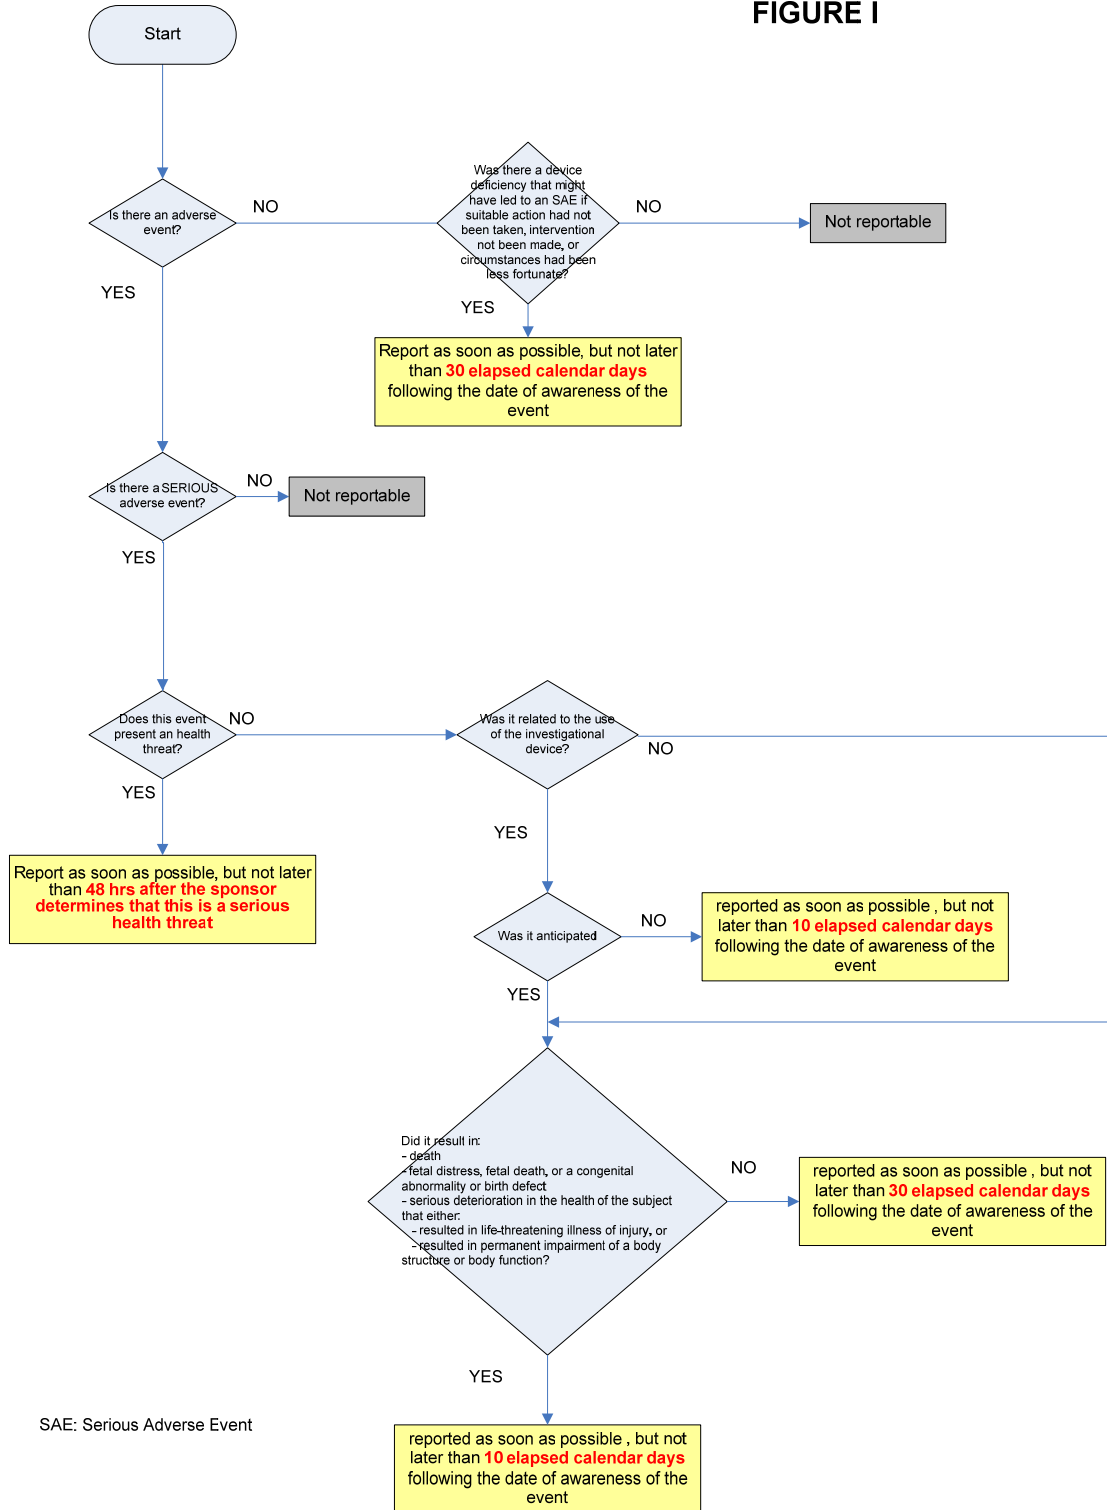 FIGURE I
Start
Is there an adverse
event?
NO
Was there a device
deficiency that might
have led to an SAE if
suitable action had not
been taken, intervention
not been made, or
circumstances had been
less fortunate?
NO
Not reportable
YES
YES
Report as soon as possible, but not later
than 30 elapsed calendar days
following the date of awareness of the
event
Is there a SERIOUS
adverse event?
NO
Not reportable
YES
Does this event
present an health
threat?
NO
Was it related to the use
of the investigational
device?
NO
YES
Report as soon as possible, but not later
than 48 hrs after the sponsor
determines that this is a serious
health threat
YES
Was it anticipated
NO
reported as soon as possible , but not
later than 10 elapsed calendar days
following the date of awareness of the
event
YES
Did it result in:
- death
- fetal distress, fetal death, or a congenital
abnormality or birth defect
- serious deterioration in the health of the subject
that either:
- resulted in life-threatening illness of injury, or
- resulted in permanent impairment of a body
structure or body function?
NO
reported as soon as possible , but not
later than 30 elapsed calendar days
following the date of awareness of the
event
YES
SAE: Serious Adverse Event
reported as soon as possible , but not
later than 10 elapsed calendar days
following the date of awareness of the
event